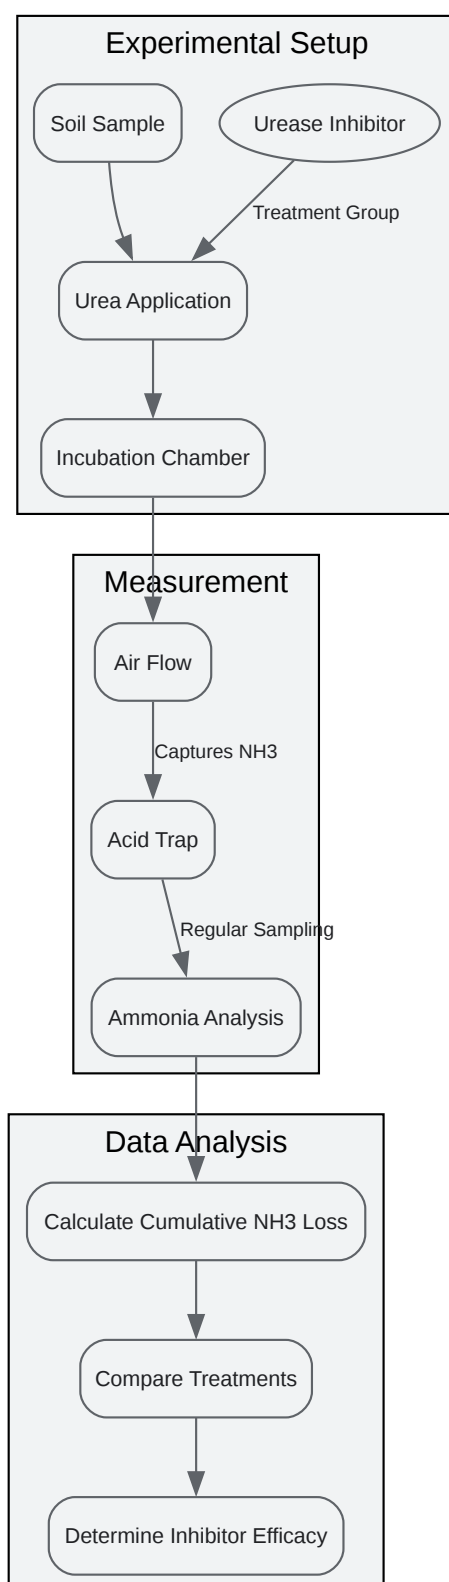 Experimental Setup
Soil Sample
Urease Inhibitor
Treatment Group
Urea Application
Incubation Chamber
Measurement
Air Flow
Captures NH3
Acid Trap
Regular Sampling
Ammonia Analysis
Data Analysis
Calculate Cumulative NH3 Loss
Compare Treatments
Determine Inhibitor Efficacy